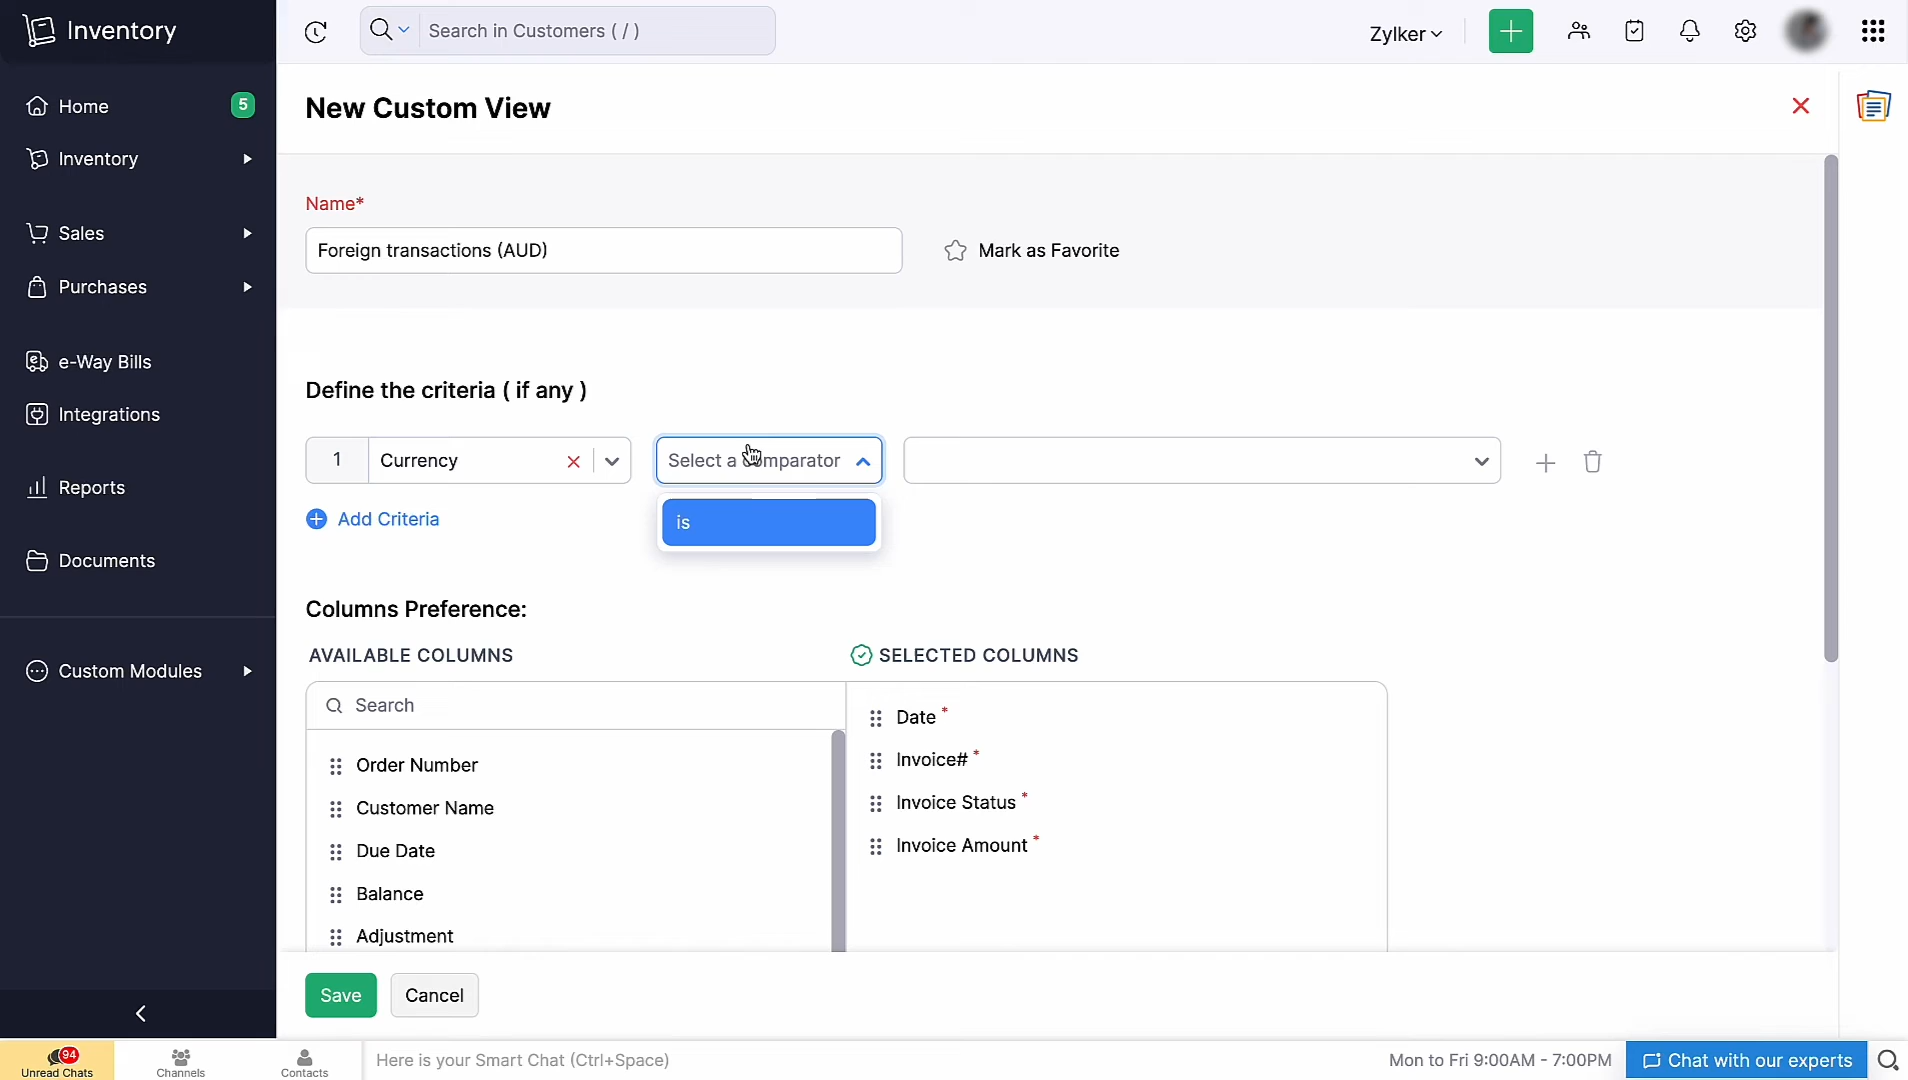 Inventory
Search in Customers ( / )
Zylker
Home
5
Inventory
Sales
Purchases
e-Way Bills
Integrations
Reports
Documents
Custom Modules
New Custom View
Name*
Foreign transactions (AUD)
Mark as Favorite
Define the criteria ( if any )
1
Currency
Select a comparator
is
Add Criteria
Columns Preference:
AVAILABLE COLUMNS
SELECTED COLUMNS
Search
Order Number
Customer Name
Due Date
Balance
Adjustment
Date *
Invoice# *
Invoice Status *
Invoice Amount *
Save
Cancel
94
Unread Chats
Channels
Contacts
Here is your Smart Chat (Ctrl+Space)
Mon to Fri 9:00AM - 7:00PM
Chat with our experts